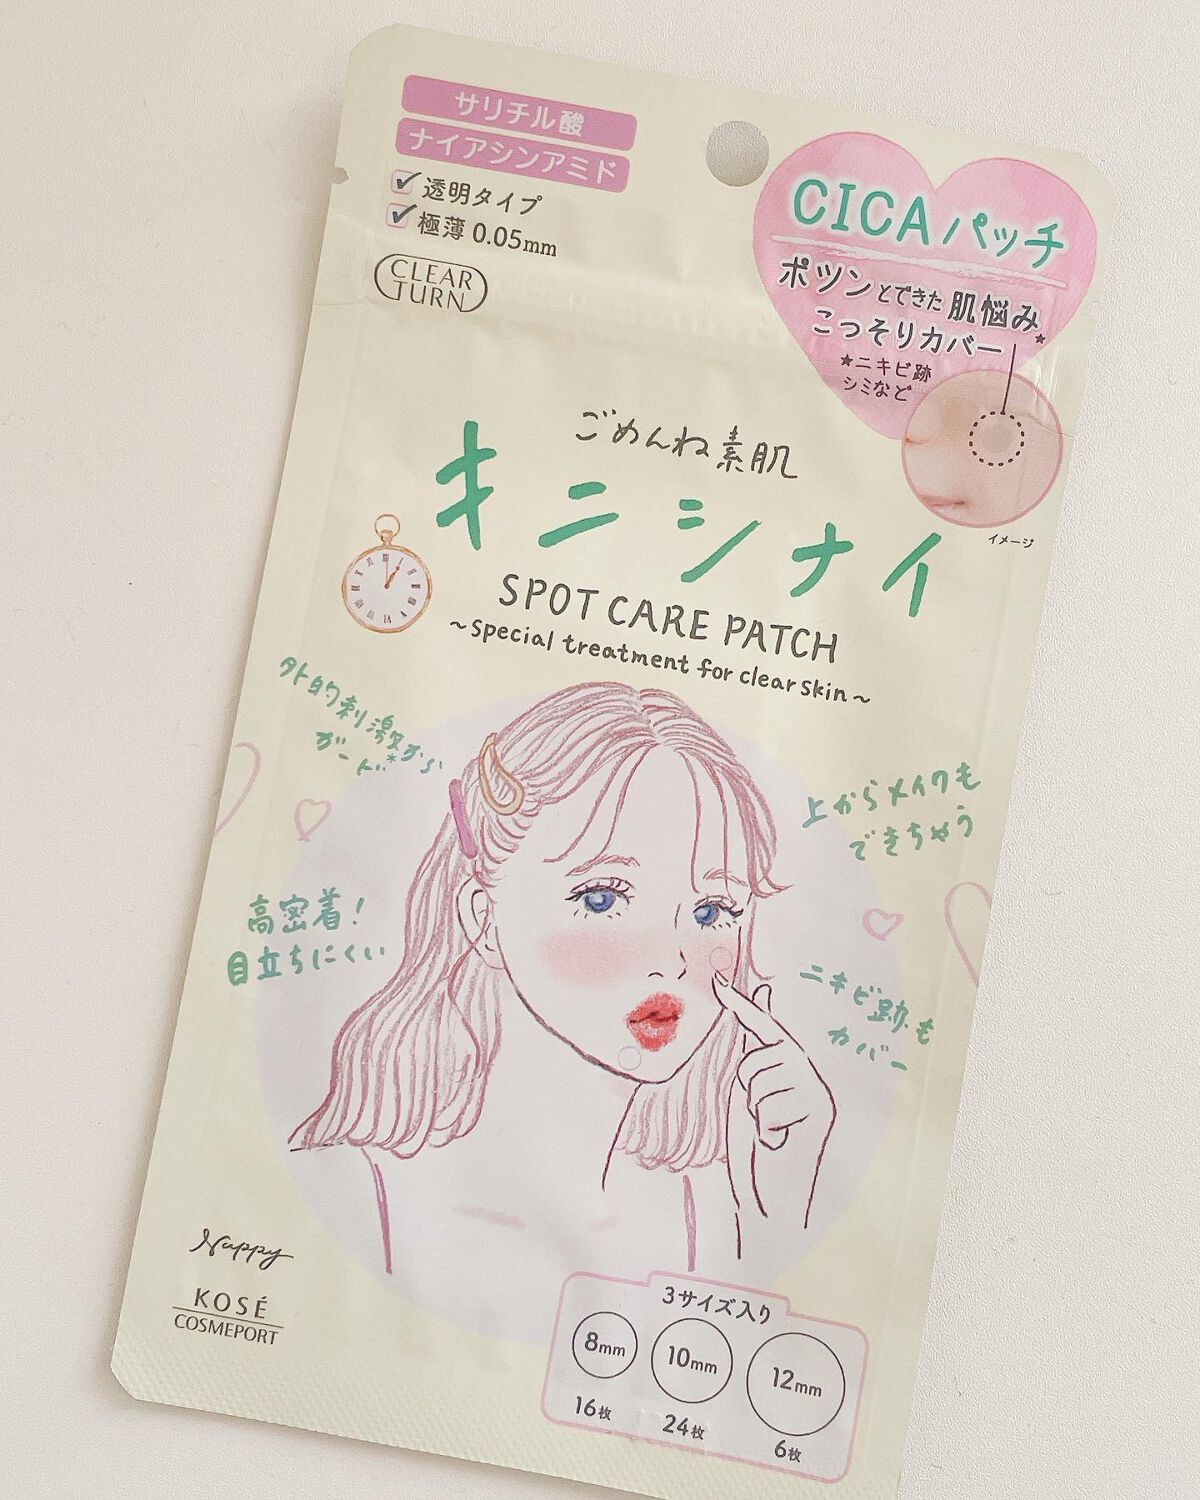 サリチル酸
ナイアシンアミド
透明タイプ
極薄 0.05mm
CLEAR
TURN
CICAパッチ
ポツンとできた肌悩み★
こっそりカバー
★ニキビ跡
シミなど
イメージ
ごめんね素肌
キニシナイ
SPOT CARE PATCH
～special treatment for clear skin～
外的刺激から
ガード*
上からメイクも
できちゃう
高密着!
目立ちにくい
ニキビ跡も
カバー
Nuppy
KOSÉ
COSMEPORT
3サイズ入り
8mm
10mm
12mm
16枚
24枚
6枚